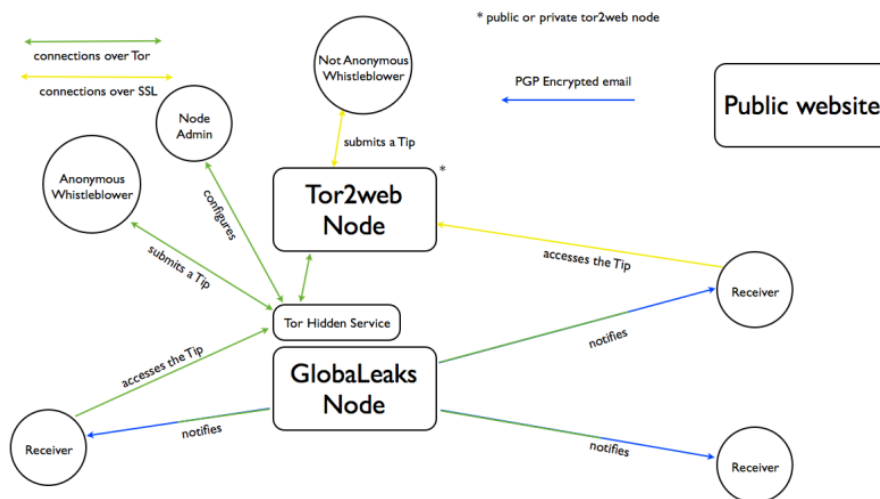 * public or private tor2web node
connections over Tor
connections over SSL
Not Anonymous
Whistleblower
PGP Encrypted email
Public website
Node
Admin
submits a Tip
Anonymous
Whistleblower
configures
Tor2web
Node
*
submits a Tip
accesses the Tip
Receiver
Tor Hidden Service
notifies
accesses the Tip
GlobaLeaks
Node
Receiver
notifies
notifies
Receiver